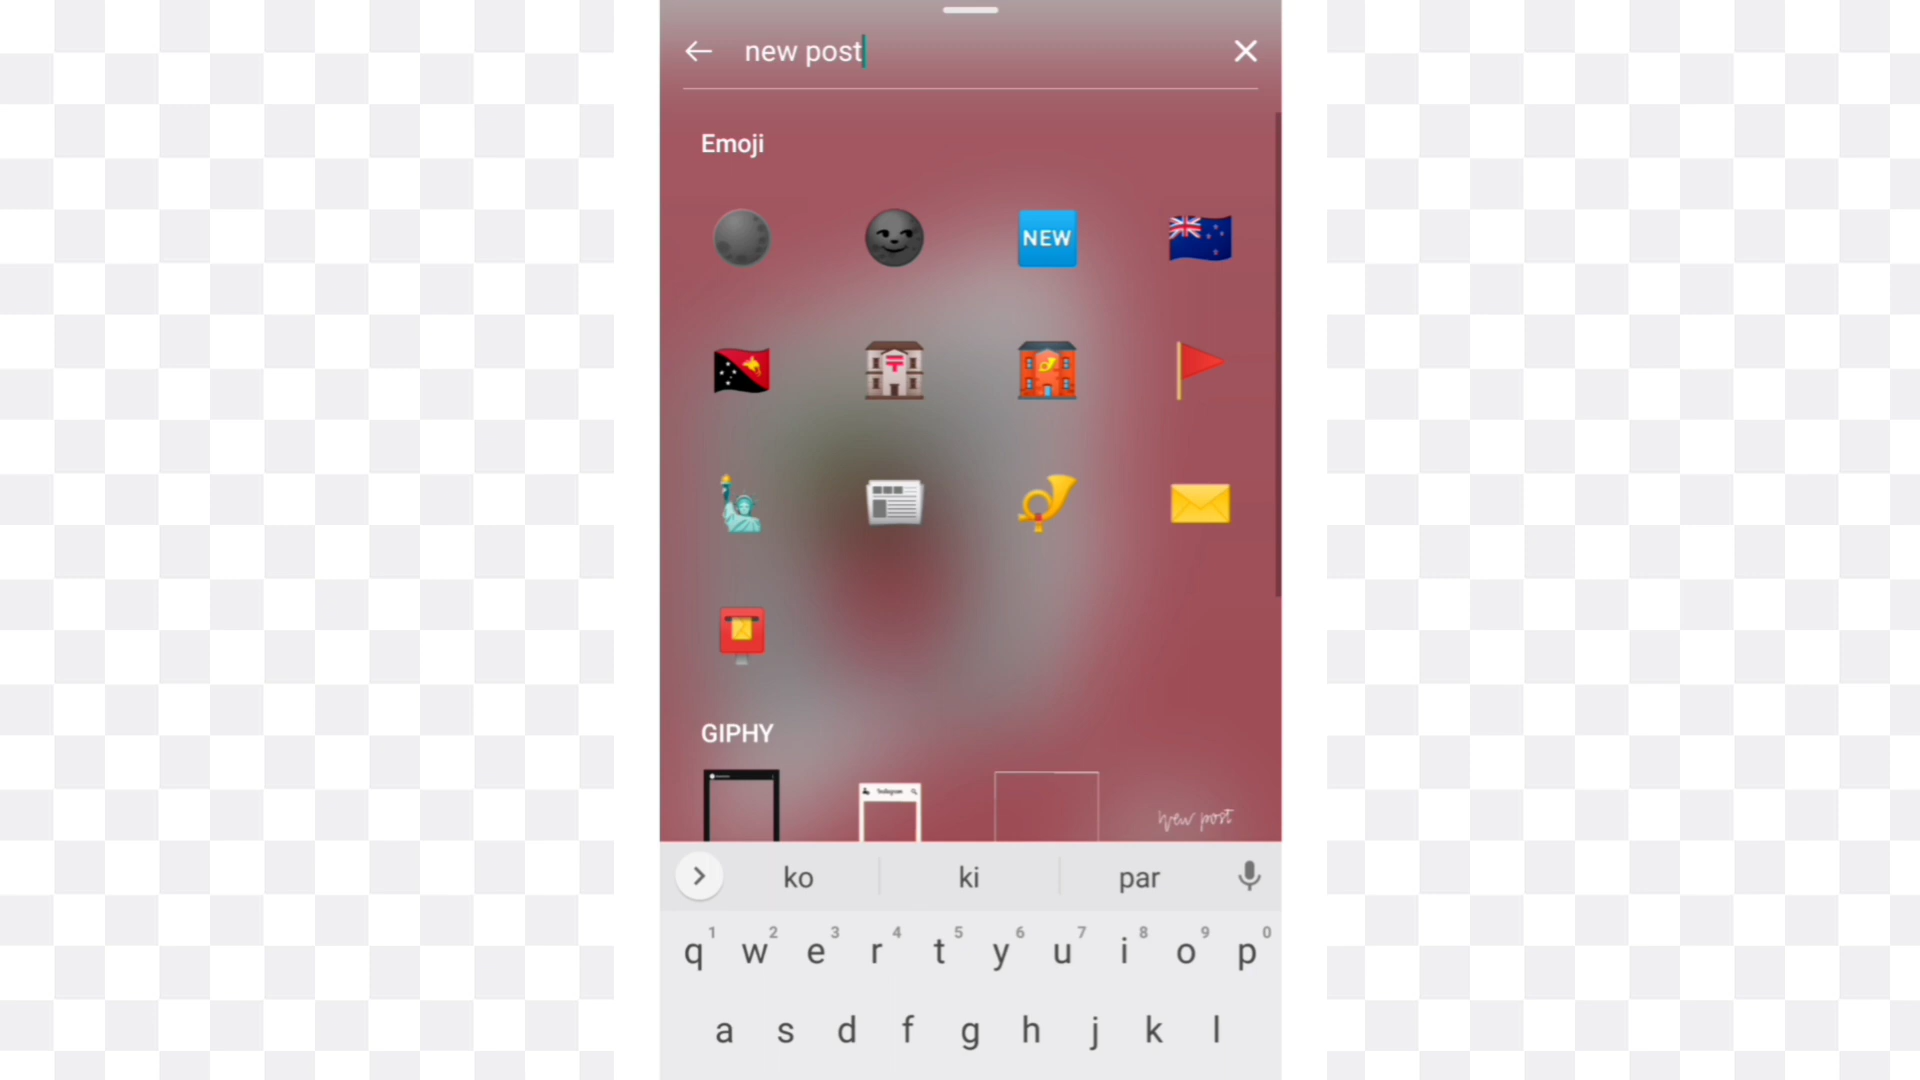 new post
Emoji
NEW
GIPHY
Instagram
new post
ko ki par
1 2 3 4 5 6 7 8 9 0
q w e r t y u i o p
a s d f g h j k l